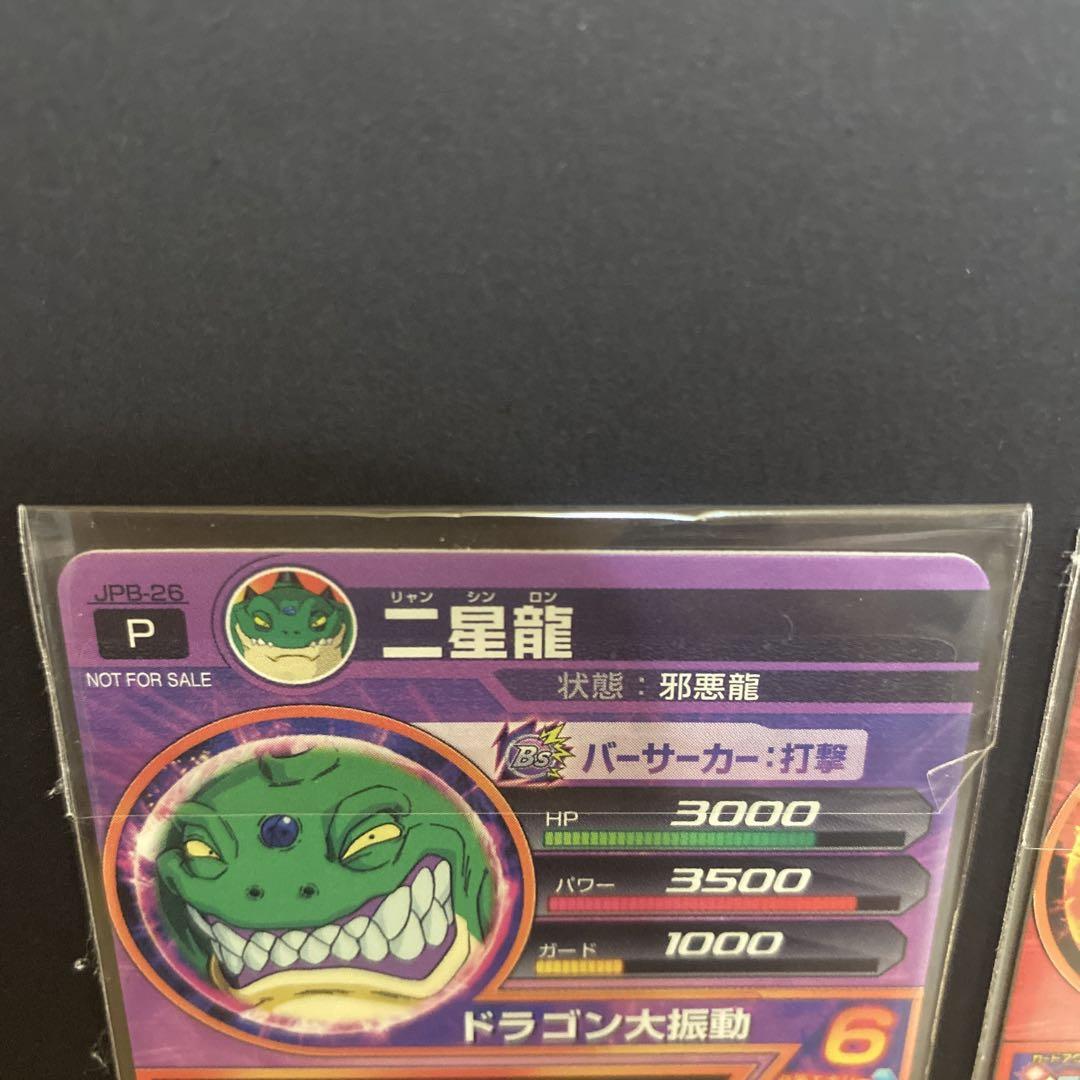 JPB-26
P
NOT FOR SALE
リャン シン ロン
二星龍
状態：邪悪龍
BS バーサーカー：打撃
HP 3000
パワー 3500
ガード 1000
ドラゴン大振動
6